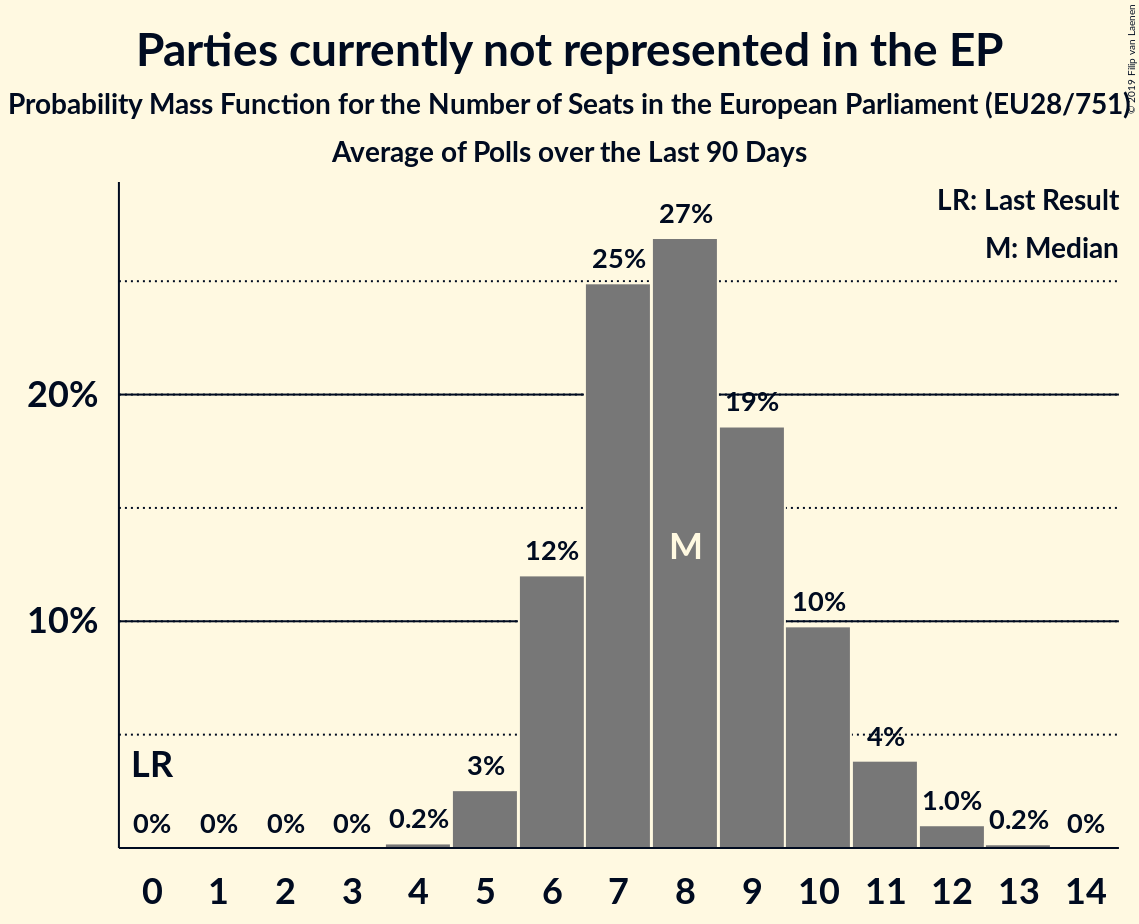 Parties currently not represented in the EP
Probability Mass Function for the Number of Seats in the European Parliament (EU28/751)
Average of Polls over the Last 90 Days
© 2019 Filip van Laenen
LR: Last Result
M: Median
27%
25%
20%
19%
M
12%
10%
10%
LR
4%
3%
0%
0%
0%
0%
0.2%
1.0%
0.2%
0%
0 1 2 3 4 5 6 7 8 9 10 11 12 13 14